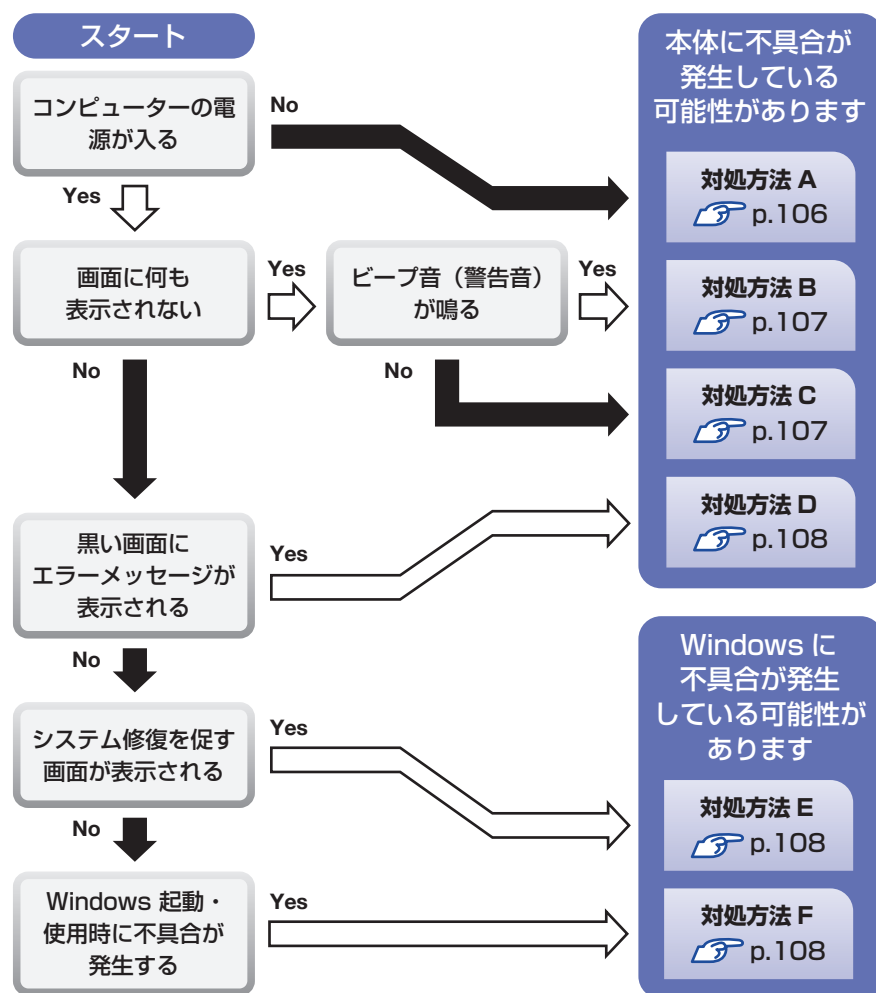 スタート
コンピューターの電
源が入る
No
Yes
画面に何も
表示されない
Yes
ビープ音（警告音）
が鳴る
Yes
No
No
黒い画面に
エラーメッセージが
表示される
Yes
No
システム修復を促す
画面が表示される
Yes
No
Windows 起動・
使用時に不具合が
発生する
Yes
本体に不具合が
発生している
可能性があります
対処方法 A
p.106
対処方法 B
p.107
対処方法 C
p.107
対処方法 D
p.108
Windows に
不具合が発生
している可能性が
あります
対処方法 E
p.108
対処方法 F
p.108